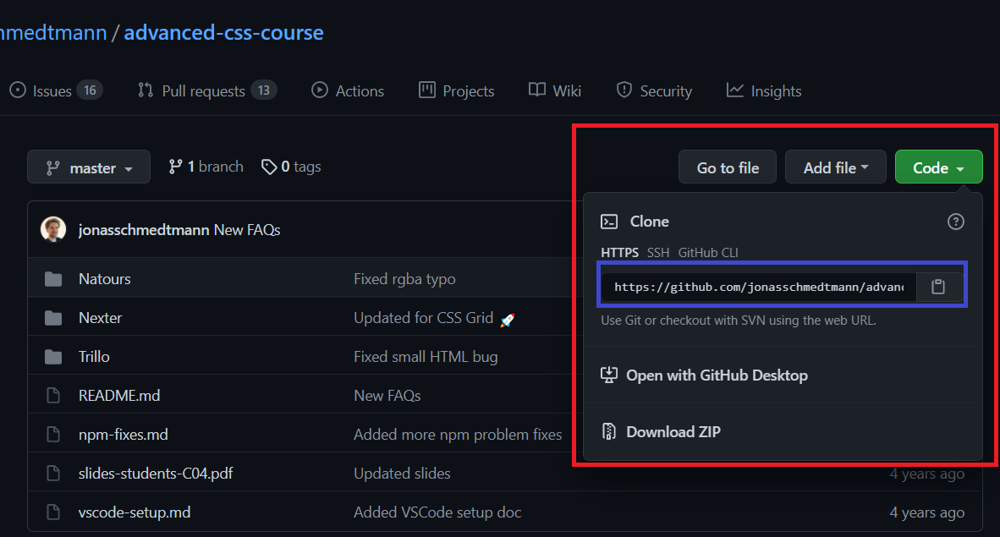 hmedtmann / advanced-css-course
Issues 16 Pull requests 13 Actions Projects Wiki Security Insights
master 1 branch 0 tags Go to file Add file Code
jonasschmedtmann New FAQs
Clone
HTTPS SSH GitHub CLI
https://github.com/jonasschmedtmann/advanc
Use Git or checkout with SVN using the web URL.
Open with GitHub Desktop
Download ZIP
Natours Fixed rgba typo
Nexter Updated for CSS Grid 🚀
Trillo Fixed small HTML bug
README.md New FAQs
npm-fixes.md Added more npm problem fixes
slides-students-C04.pdf Updated slides 4 years ago
vscode-setup.md Added VSCode setup doc 4 years ago